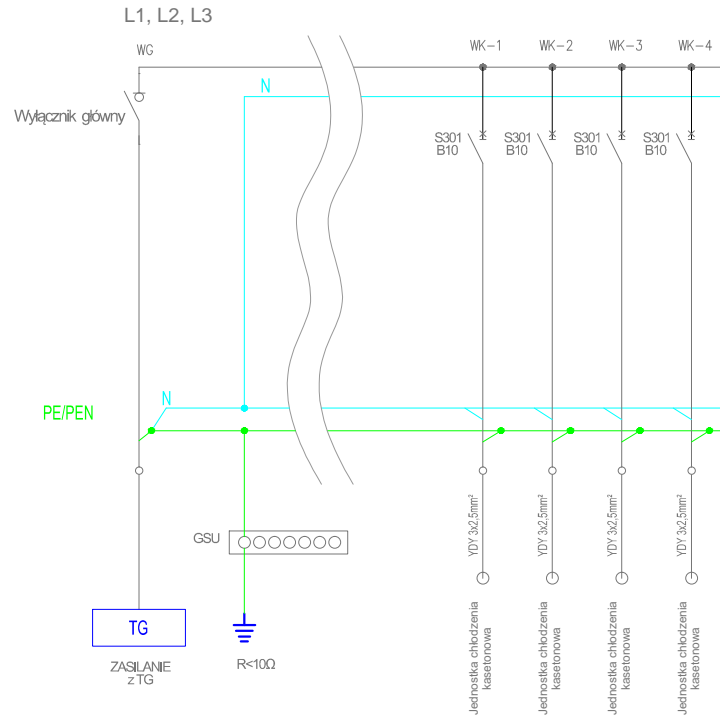 L1, L2, L3
WG
WK-1
WK-2
WK-3
WK-4
N
Wyłącznik główny
S301
B10
S301
B10
S301
B10
S301
B10
N
PE/PEN
GSU
YDY 3x2,5mm²
YDY 3x2,5mm²
YDY 3x2,5mm²
YDY 3x2,5mm²
TG
ZASILANIE
z TG
R<10Ω
Jednostka chłodzenia
kasetonowa
Jednostka chłodzenia
kasetonowa
Jednostka chłodzenia
kasetonowa
Jednostka chłodzenia
kasetonowa